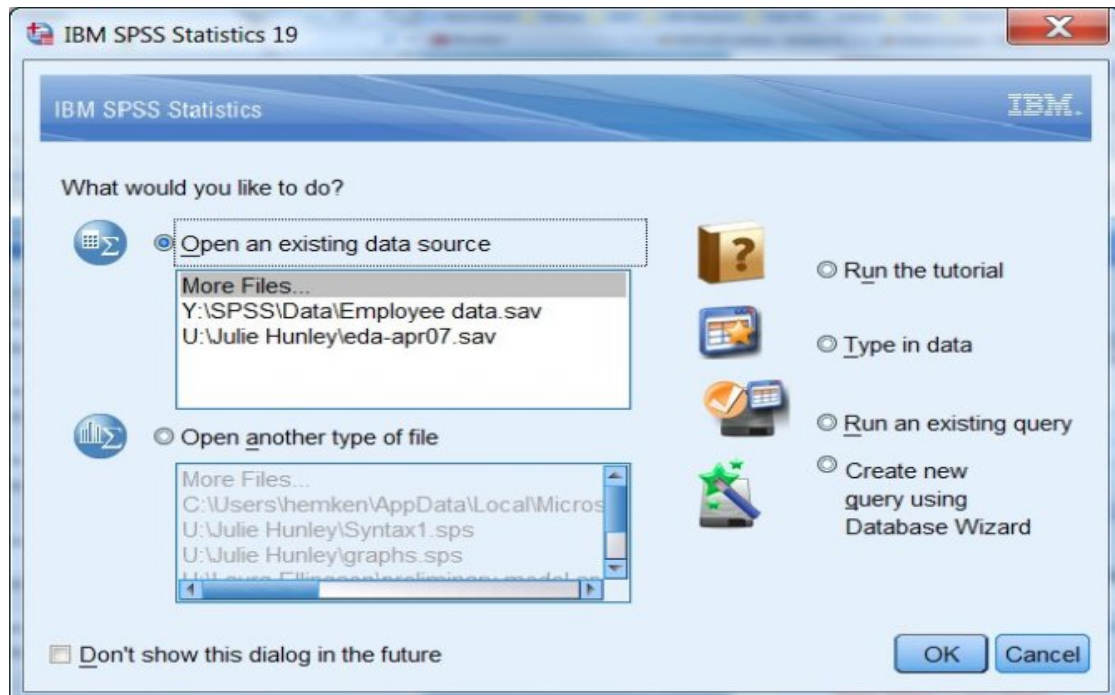 IBM SPSS Statistics 19
IBM SPSS Statistics
IBM.
What would you like to do?
Open an existing data source
More Files...
Y:\SPSS\Data\Employee data.sav
U:\Julie Hunley\eda-apr07.sav
Open another type of file
More Files...
C:\Users\hemken\AppData\Local\Micros
U:\Julie Hunley\Syntax1.sps
U:\Julie Hunley\graphs.sps
Run the tutorial
Type in data
Run an existing query
Create new
query using
Database Wizard
Don't show this dialog in the future
OK
Cancel